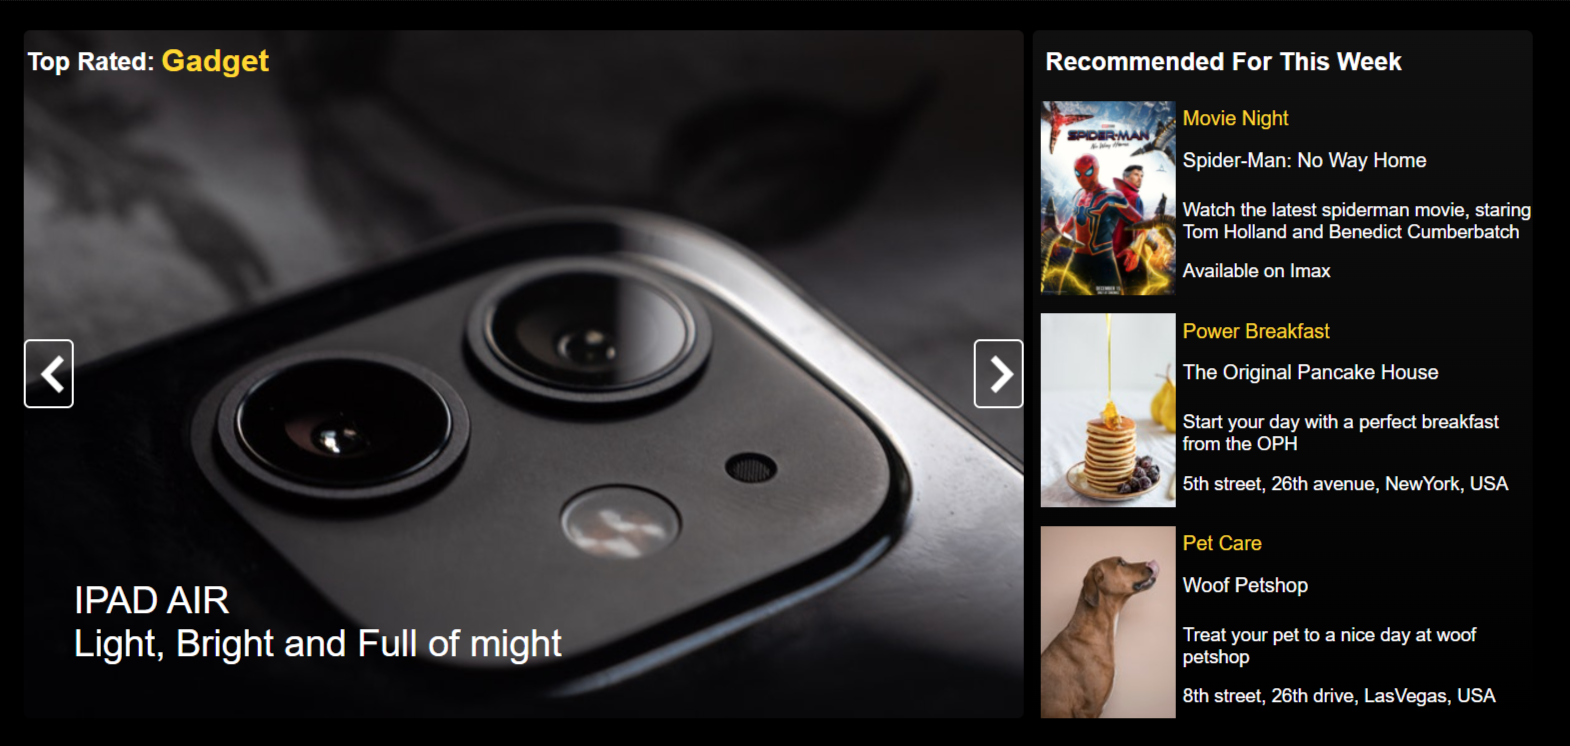 Top Rated: Gadget
IPAD AIR
Light, Bright and Full of might
Recommended For This Week
SPIDER-MAN
No Way Home
Movie Night
Spider-Man: No Way Home
Watch the latest spiderman movie, staring
Tom Holland and Benedict Cumberbatch
Available on Imax
Power Breakfast
The Original Pancake House
Start your day with a perfect breakfast
from the OPH
5th street, 26th avenue, NewYork, USA
Pet Care
Woof Petshop
Treat your pet to a nice day at woof
petshop
8th street, 26th drive, LasVegas, USA